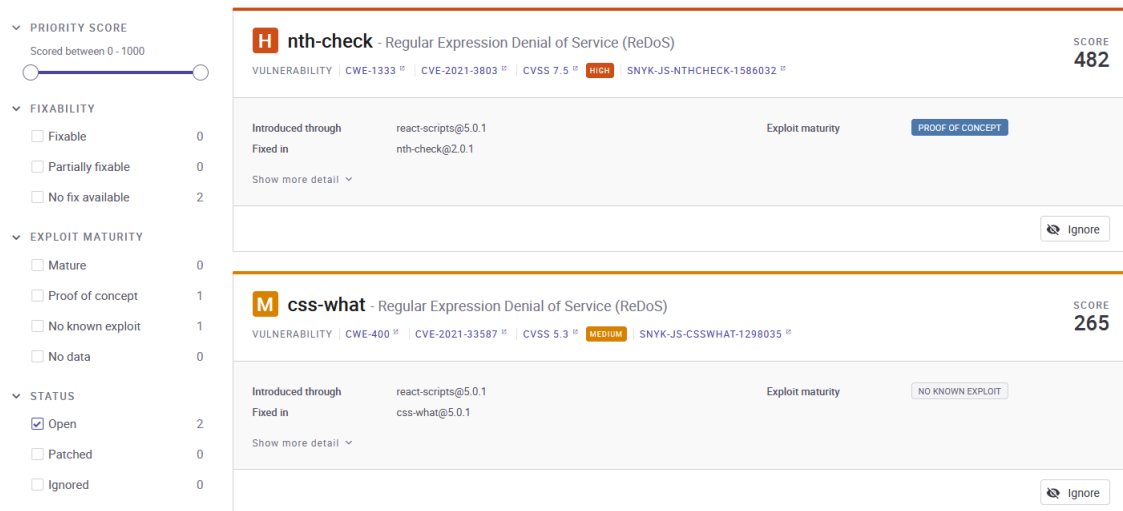 PRIORITY SCORE
Scored between 0 - 1000
FIXABILITY
Fixable 0
Partially fixable 0
No fix available 2
EXPLOIT MATURITY
Mature 0
Proof of concept 1
No known exploit 1
No data 0
STATUS
Open 2
Patched 0
Ignored 0
H nth-check - Regular Expression Denial of Service (ReDoS)
SCORE
482
VULNERABILITY CWE-1333 CVE-2021-3803 CVSS 7.5 HIGH SNYK-JS-NTHCHECK-1586032
Introduced through react-scripts@5.0.1 Exploit maturity PROOF OF CONCEPT
Fixed in nth-check@2.0.1
Show more detail
Ignore
M css-what - Regular Expression Denial of Service (ReDoS)
SCORE
265
VULNERABILITY CWE-400 CVE-2021-33587 CVSS 5.3 MEDIUM SNYK-JS-CSSWHAT-1298035
Introduced through react-scripts@5.0.1 Exploit maturity NO KNOWN EXPLOIT
Fixed in css-what@5.0.1
Show more detail
Ignore